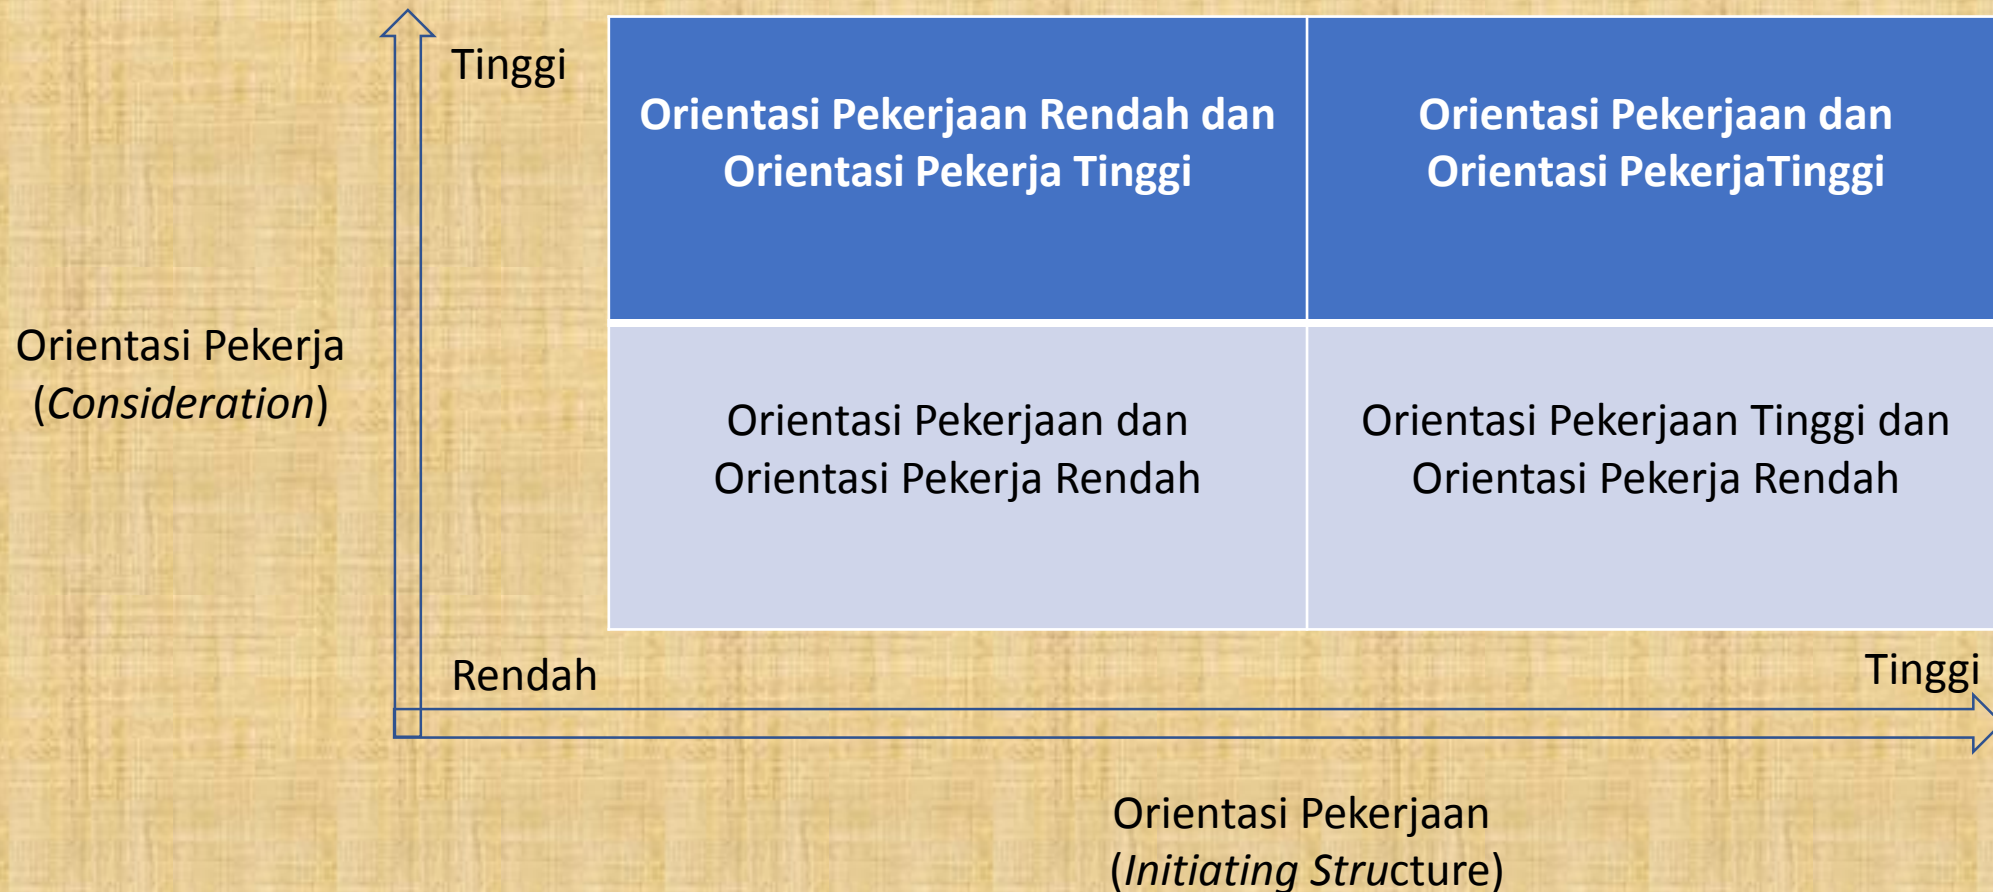 Tinggi
Orientasi Pekerjaan Rendah dan
Orientasi Pekerja Tinggi
Orientasi Pekerjaan dan
Orientasi PekerjaTinggi
Orientasi Pekerja
(Consideration)
Orientasi Pekerjaan dan
Orientasi Pekerja Rendah
Orientasi Pekerjaan Tinggi dan
Orientasi Pekerja Rendah
Rendah
Tinggi
Orientasi Pekerjaan
(Initiating Structure)